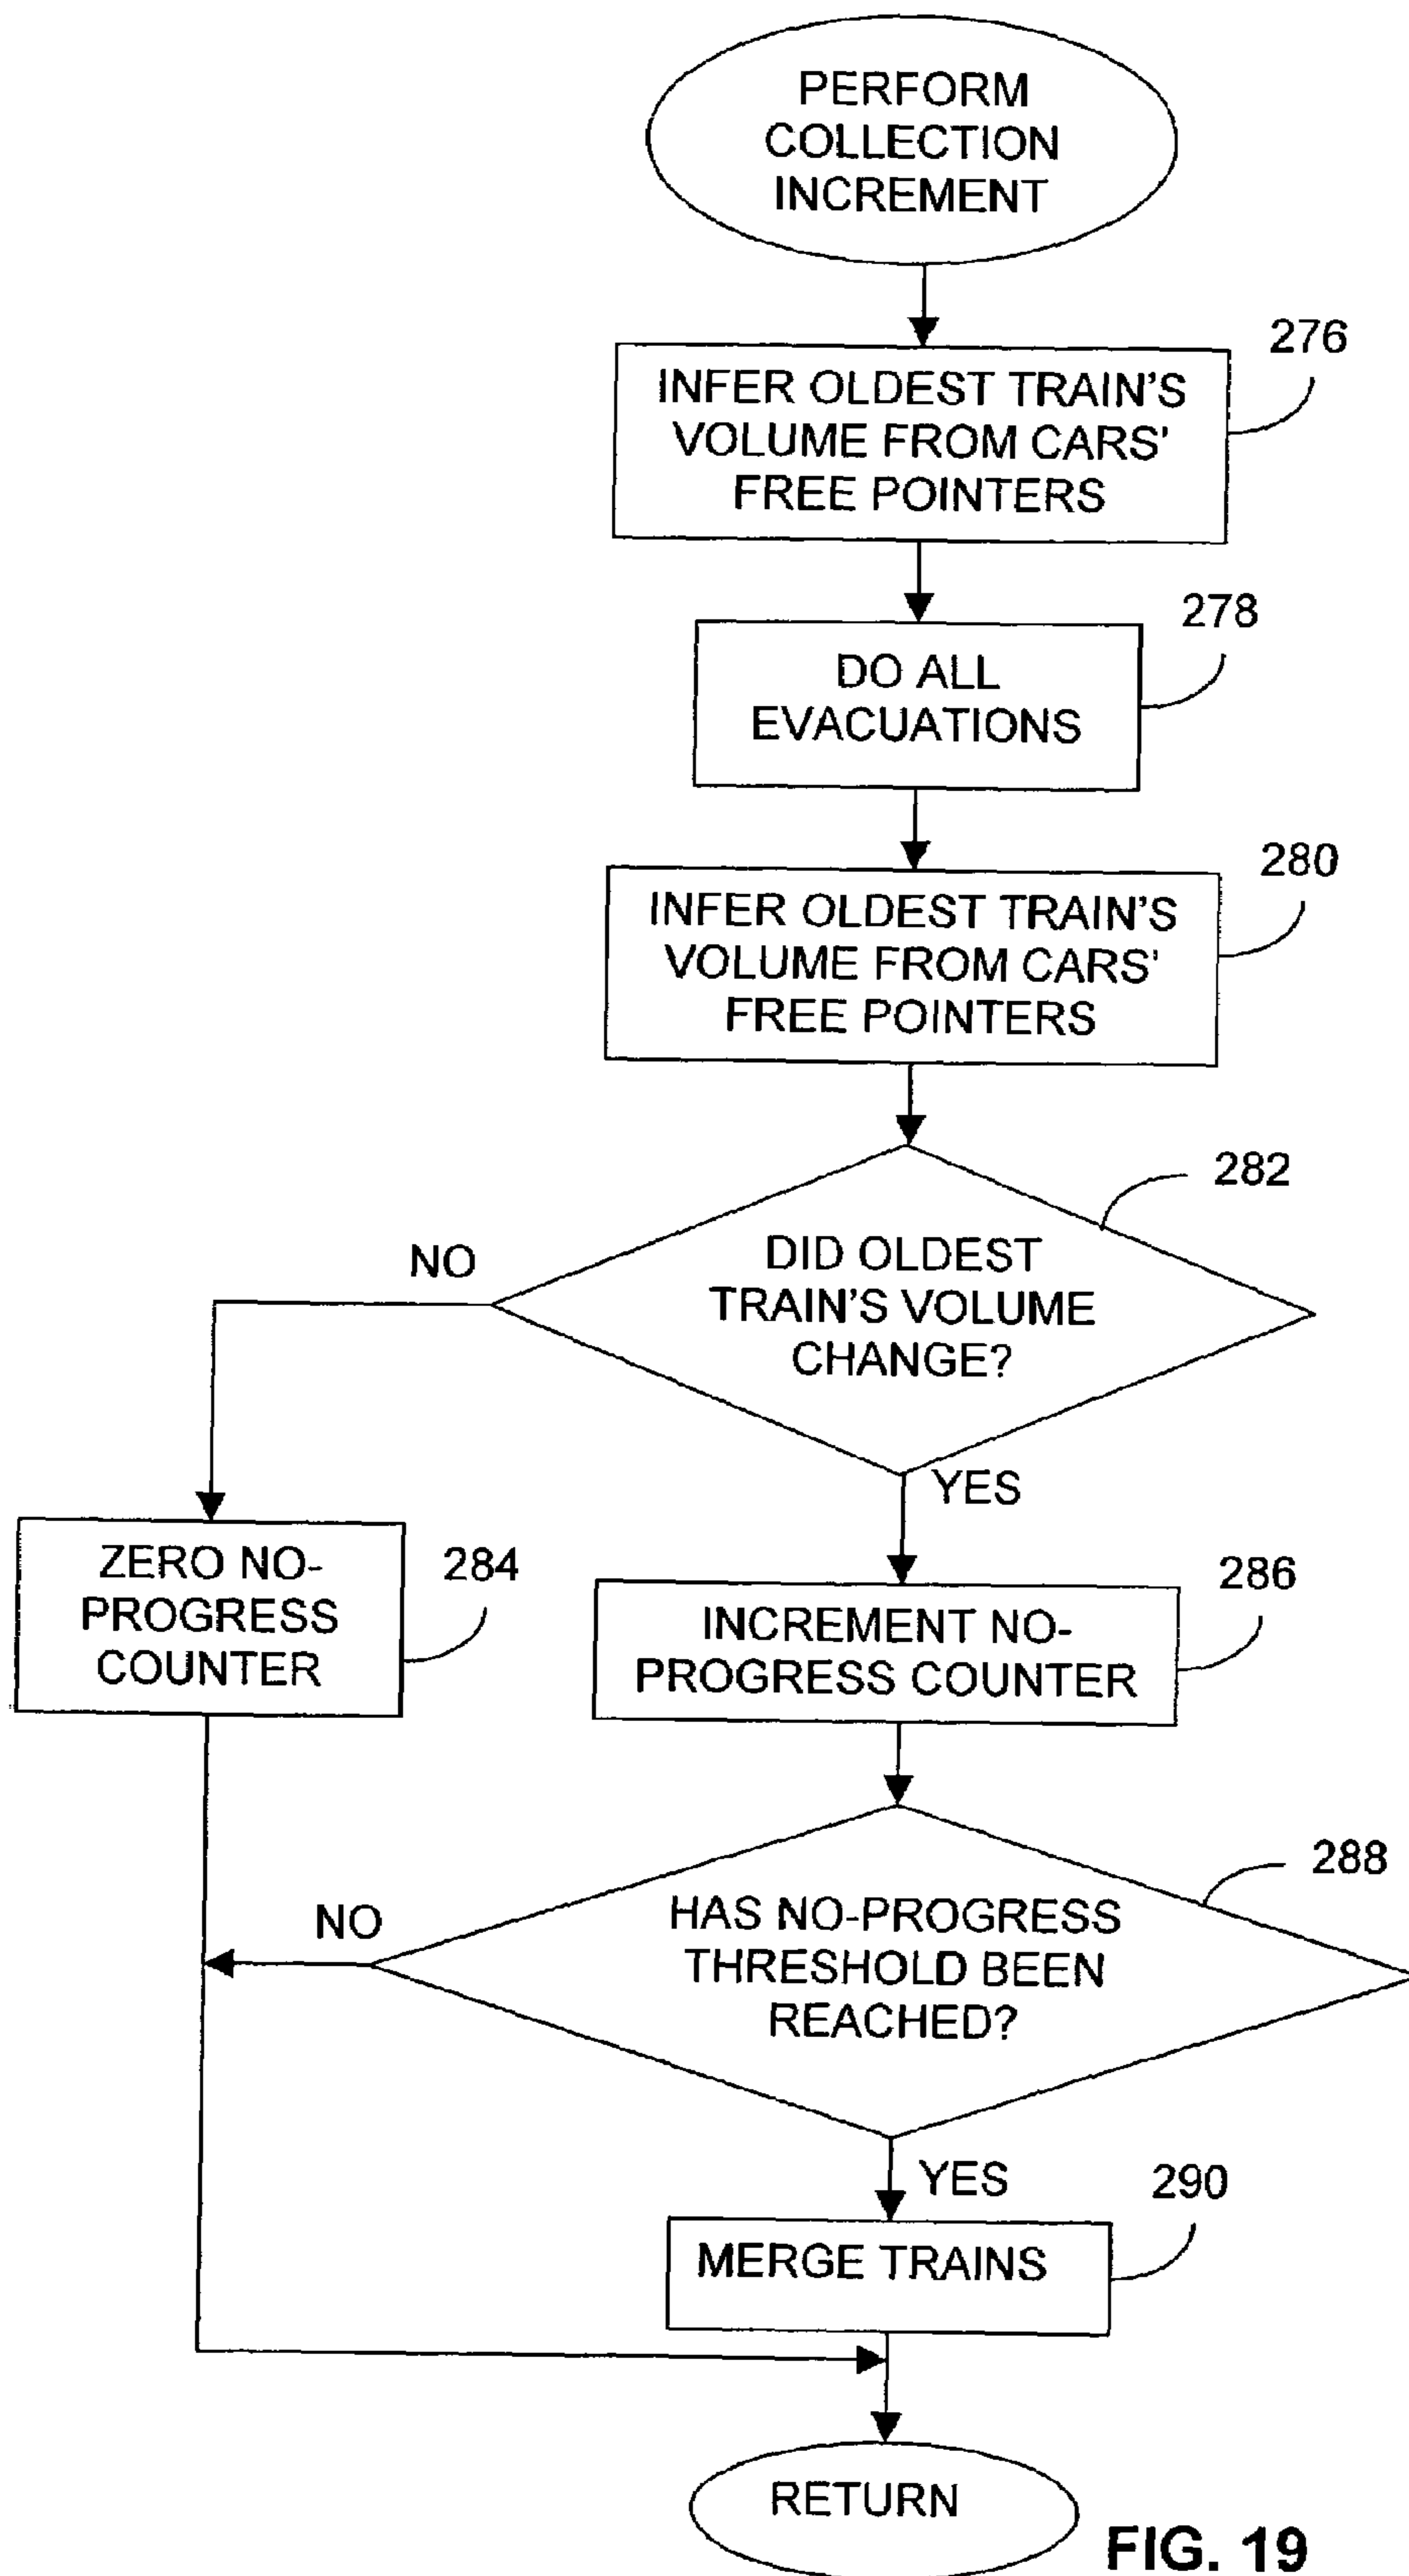 PERFORM
COLLECTION
INCREMENT
276
INFER OLDEST TRAIN'S
VOLUME FROM CARS'
FREE POINTERS
278
DO ALL
EVACUATIONS
280
INFER OLDEST TRAIN'S
VOLUME FROM CARS'
FREE POINTERS
282
DID OLDEST
TRAIN'S VOLUME
CHANGE?
NO
YES
ZERO NO-
PROGRESS
COUNTER
284
INCREMENT NO-
PROGRESS COUNTER
286
HAS NO-PROGRESS
THRESHOLD BEEN
REACHED?
288
NO
YES
MERGE TRAINS
290
RETURN
FIG. 19